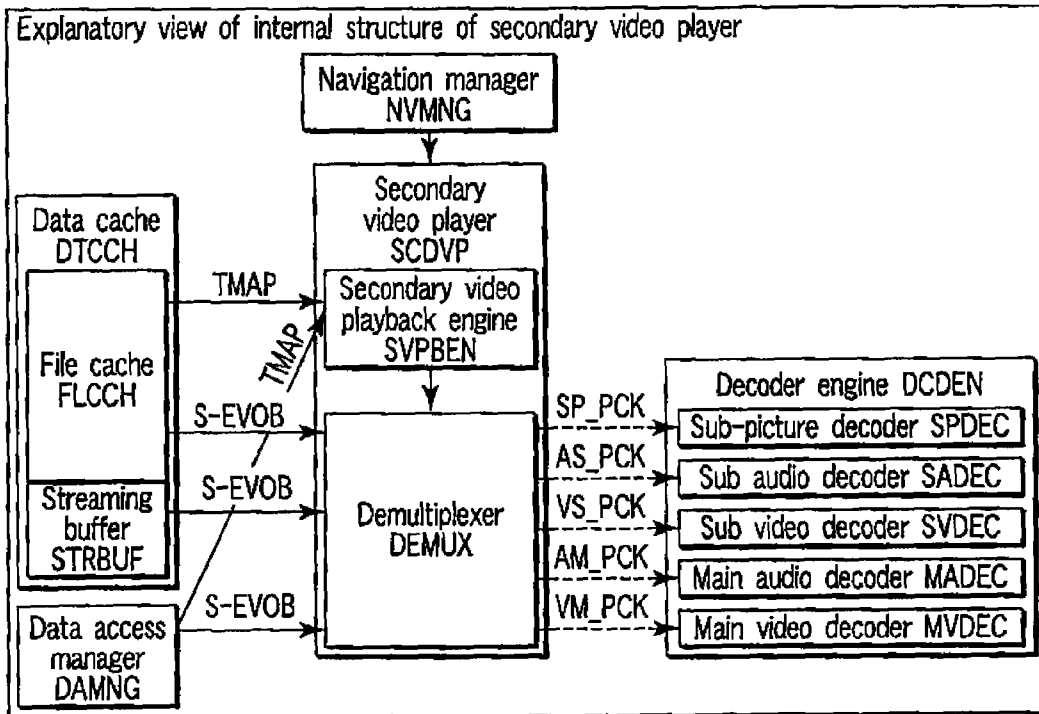 Explanatory view of internal structure of secondary video player
Navigation manager
NVMNG
Data cache
DTCCH
File cache
FLCCH
Streaming
buffer
STRBUF
Data access
manager
DAMNG
TMAP
TMAP
S-EVOB
S-EVOB
S-EVOB
Secondary
video player
SCDVP
Secondary video
playback engine
SVPBEN
Demultiplexer
DEMUX
SP_PCK
AS_PCK
VS_PCK
AM_PCK
VM_PCK
Decoder engine DCDEN
Sub-picture decoder SPDEC
Sub audio decoder SADEC
Sub video decoder SVDEC
Main audio decoder MADEC
Main video decoder MVDEC